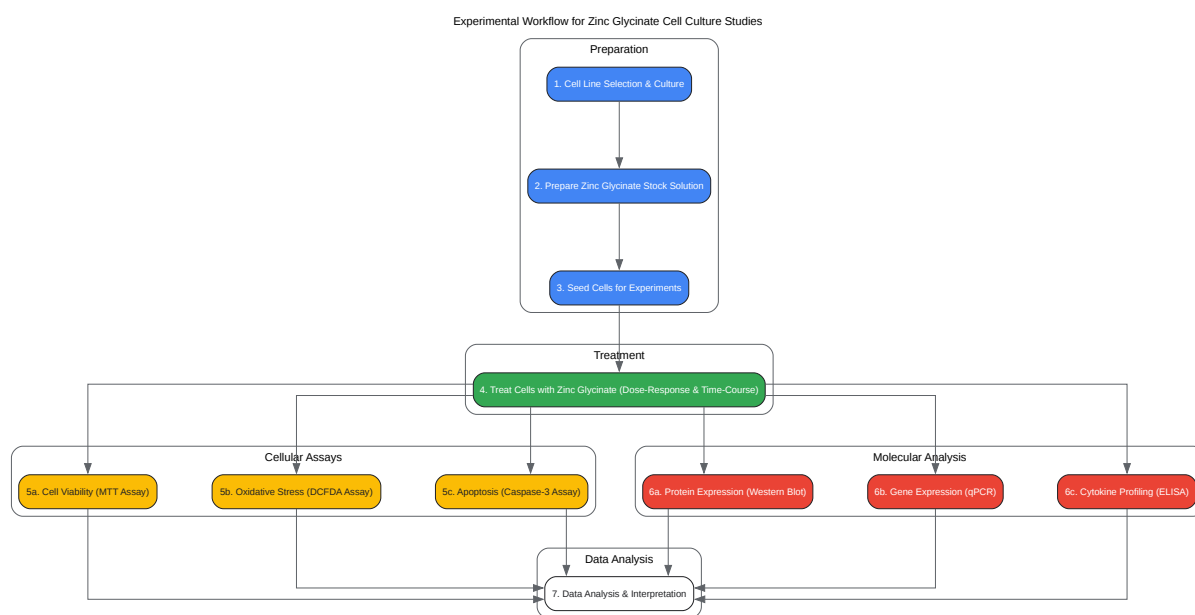 Experimental Workflow for Zinc Glycinate Cell Culture Studies
Preparation
1. Cell Line Selection & Culture
2. Prepare Zinc Glycinate Stock Solution
3. Seed Cells for Experiments
Treatment
4. Treat Cells with Zinc Glycinate (Dose-Response & Time-Course)
Cellular Assays
5a. Cell Viability (MTT Assay)
5b. Oxidative Stress (DCFDA Assay)
5c. Apoptosis (Caspase-3 Assay)
Molecular Analysis
6a. Protein Expression (Western Blot)
6b. Gene Expression (qPCR)
6c. Cytokine Profiling (ELISA)
Data Analysis
7. Data Analysis & Interpretation